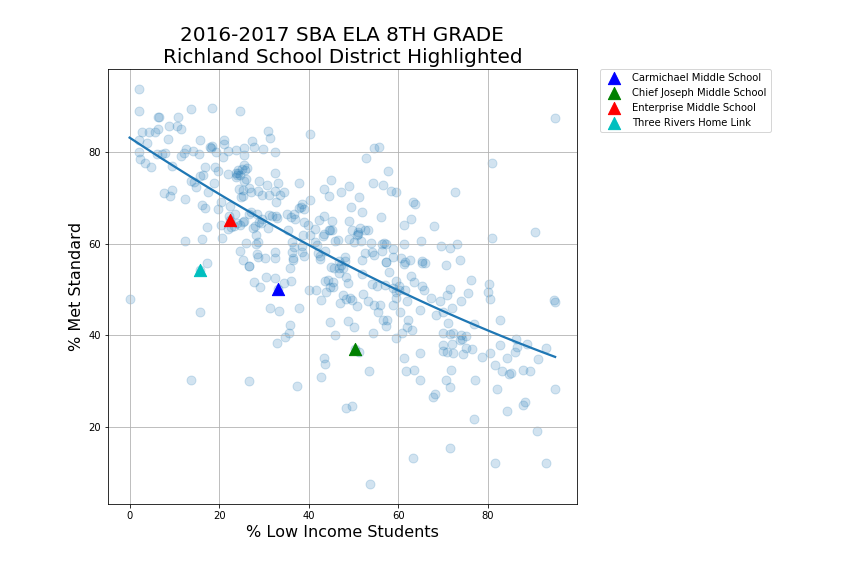 2016-2017 SBA ELA 8TH GRADE
Richland School District Highlighted
Carmichael Middle School
Chief Joseph Middle School
Enterprise Middle School
Three Rivers Home Link
% Met Standard
80
60
40
20
0 20 40 60 80
% Low Income Students